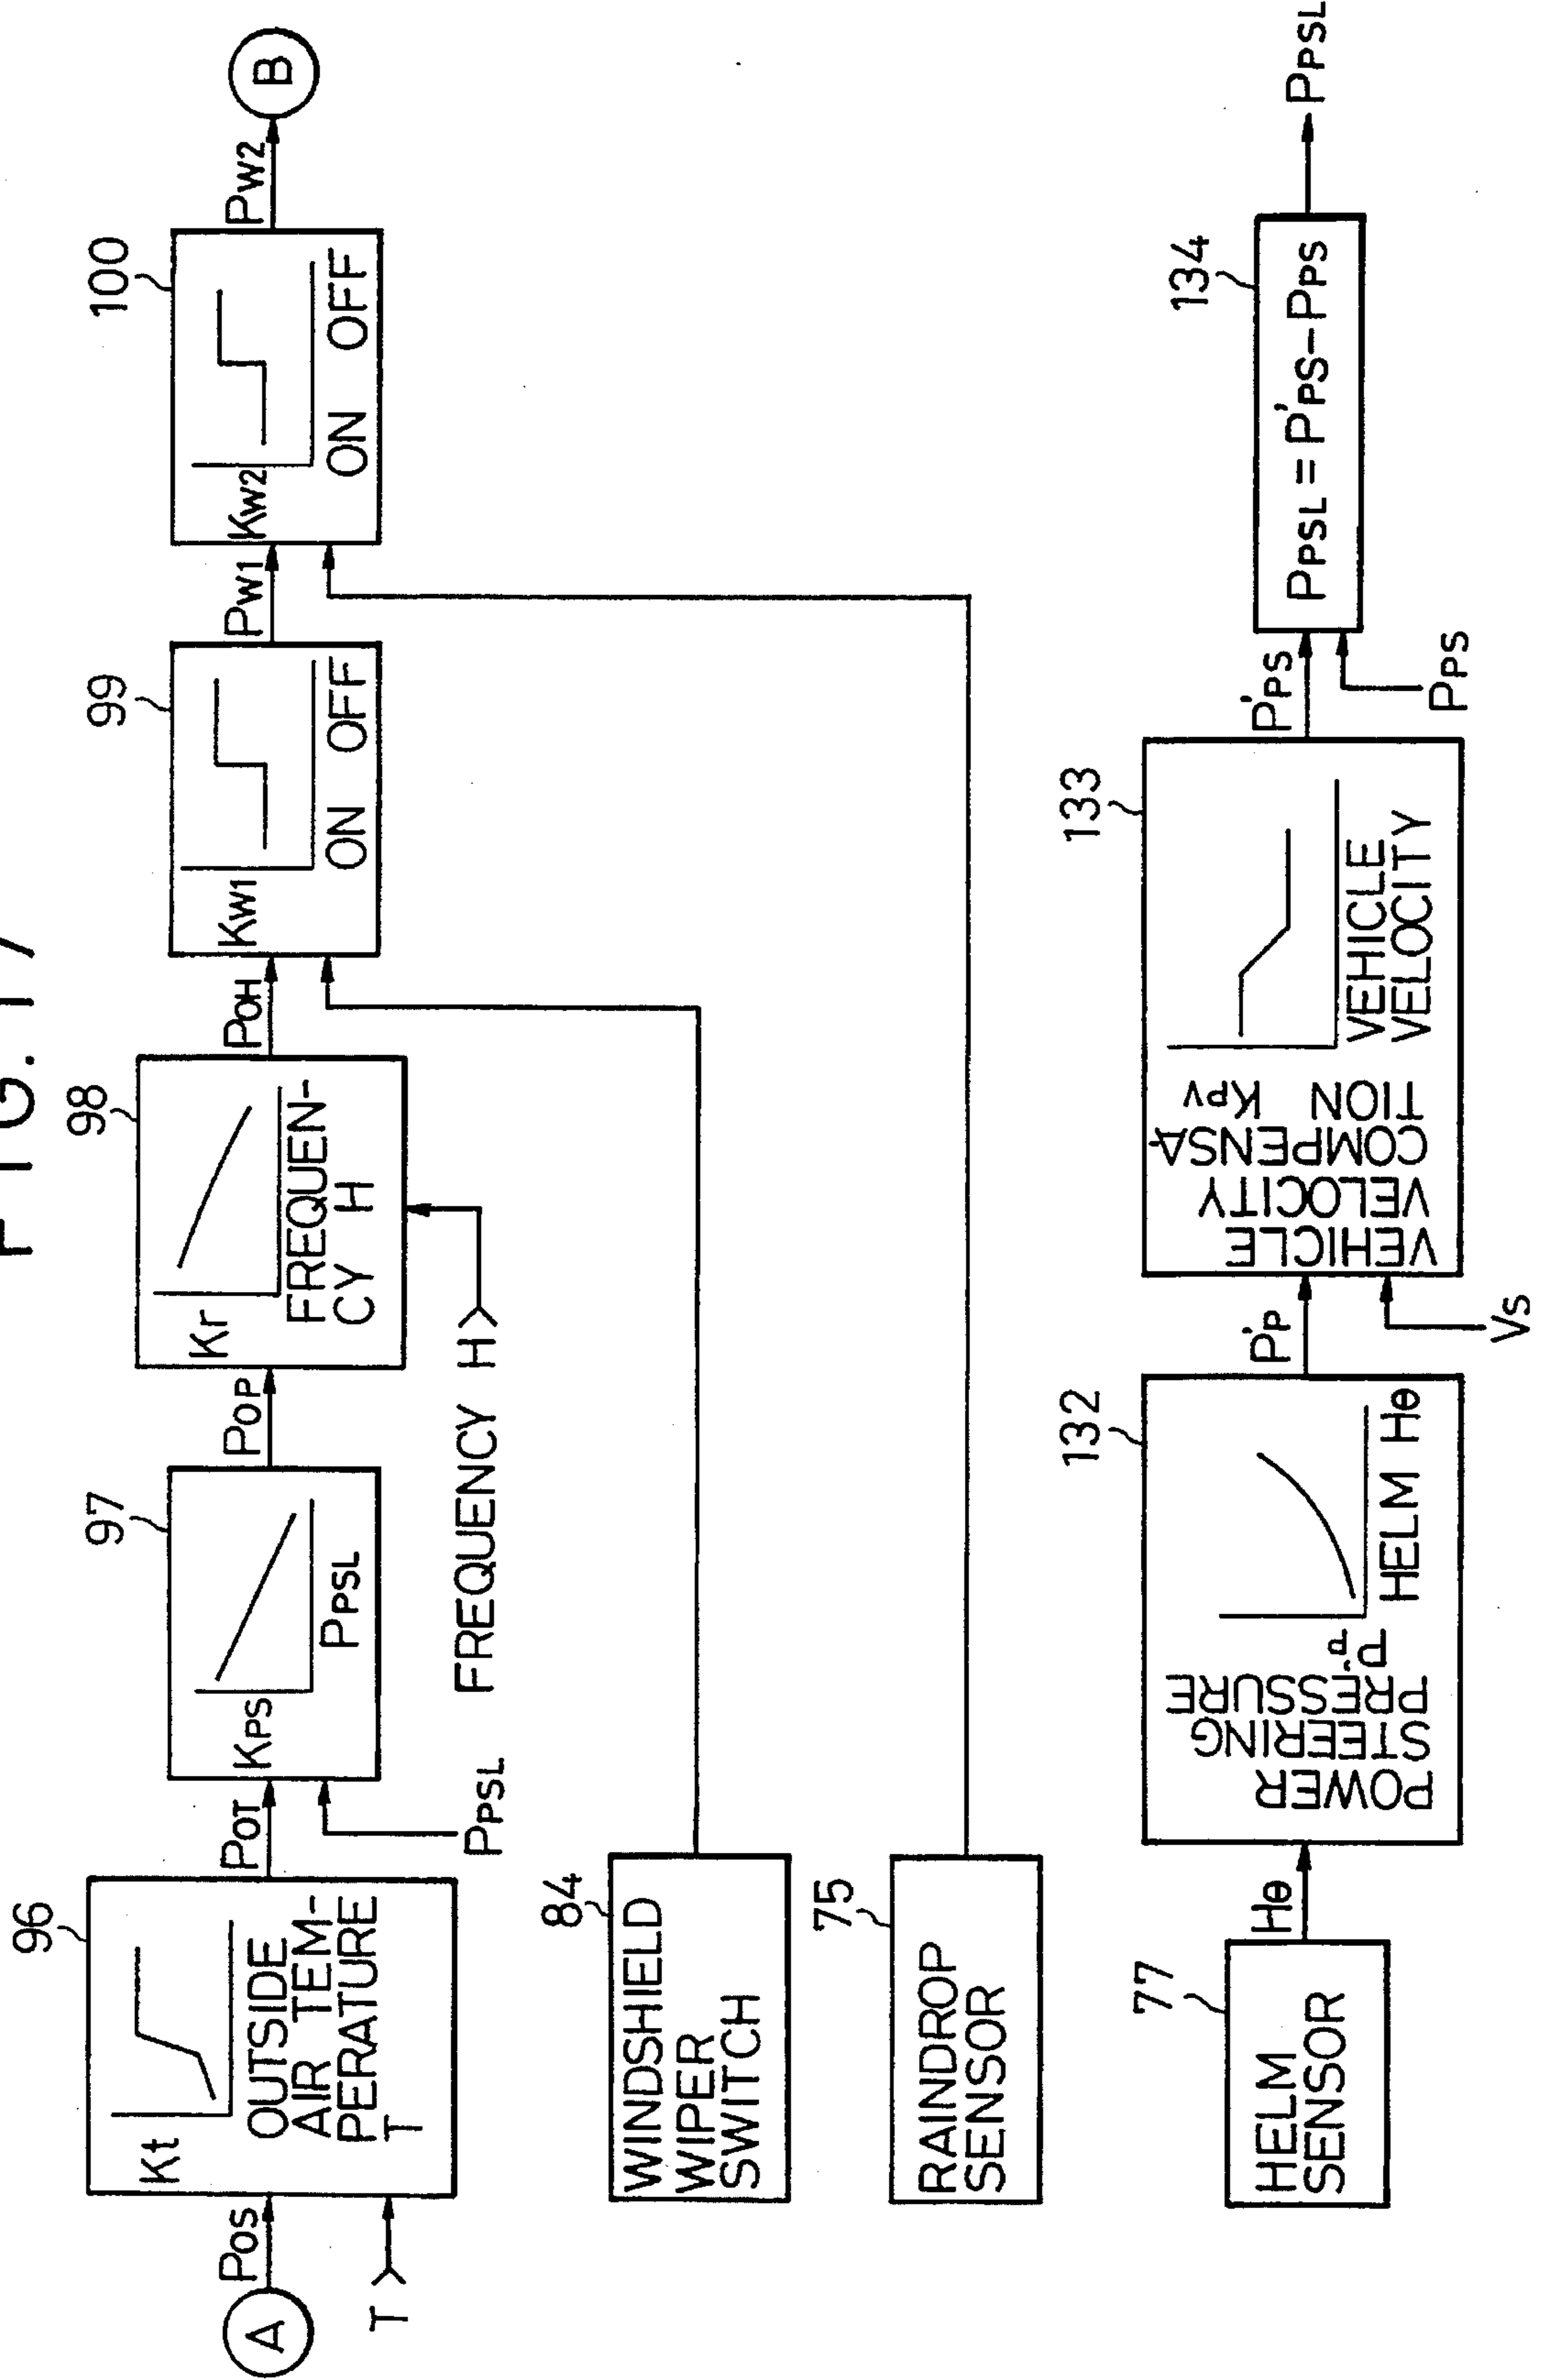 FIG. 17
A
POS
T
96
Kt
OUTSIDE
AIR TEM-
PERATURE
T
POT
PPSL
97
KPS
PPSL
POP
98
Kr
FREQUEN-
CY H
FREQUENCY H
POH
99
KW1
ON OFF
PW1
100
KW2
ON OFF
PW2
B
84
WINDSHIELD
WIPER
SWITCH
75
RAINDROP
SENSOR
77
HELM
SENSOR
Hθ
132
POWER
STEERING
PRESSURE
P'P
HELM Hθ
P'P
VS
133
VEHICLE
VELOCITY
COMPENSA
TION KPV
VEHICLE
VELOCITY
P'PS
PPS
134
PPSL = P'PS-PPS
PPSL